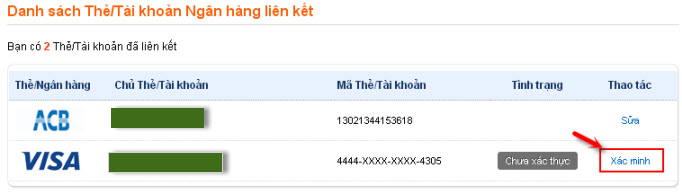 Danh sách Thẻ/Tài khoản Ngân hàng liên kết
Bạn có 2 Thẻ/Tài khoản đã liên kết
Thẻ/Ngân hàng Chủ Thẻ/Tài khoản Mã Thẻ/Tài khoản Tình trạng Thao tác
ACB 13021344153618 Sửa
VISA 4444-XXXX-XXXX-4305 Chưa xác thực Xác minh